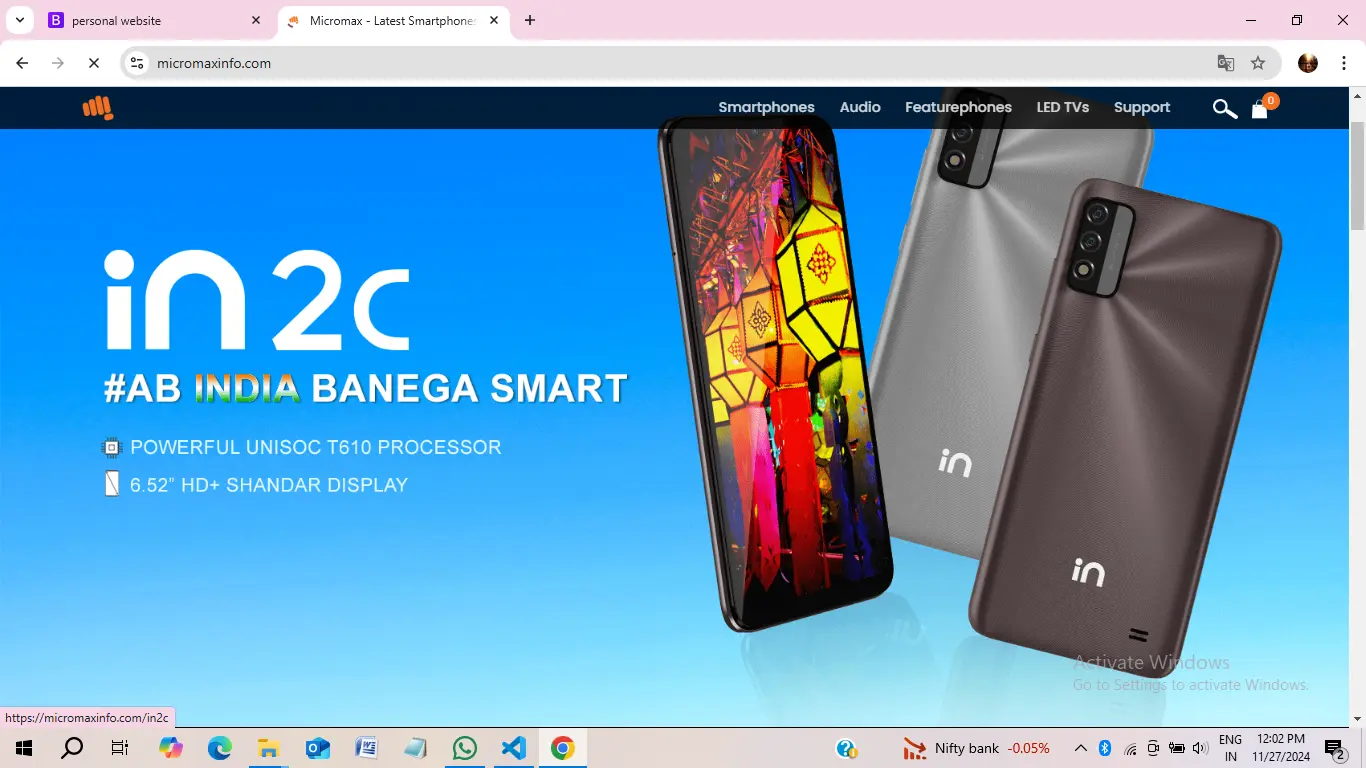 personal website
Micromax - Latest Smartphones
micromaxinfo.com
Smartphones Audio Featurephones LED TVs Support 0
in 2c
#AB INDIA BANEGA SMART
POWERFUL UNISOC T610 PROCESSOR
6.52” HD+ SHANDAR DISPLAY
in
in
Activate Windows
Go to Settings to activate Windows.
https://micromaxinfo.com/in2c
Nifty bank -0.05%
ENG
IN
12:02 PM
11/27/2024
2